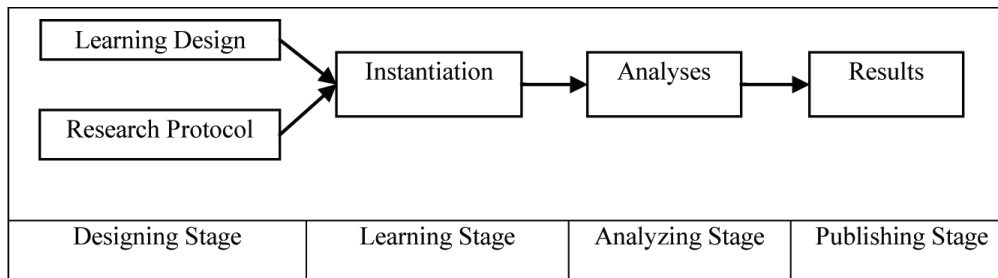 Learning Design
Research Protocol
Instantiation
Analyses
Results
Designing Stage
Learning Stage
Analyzing Stage
Publishing Stage